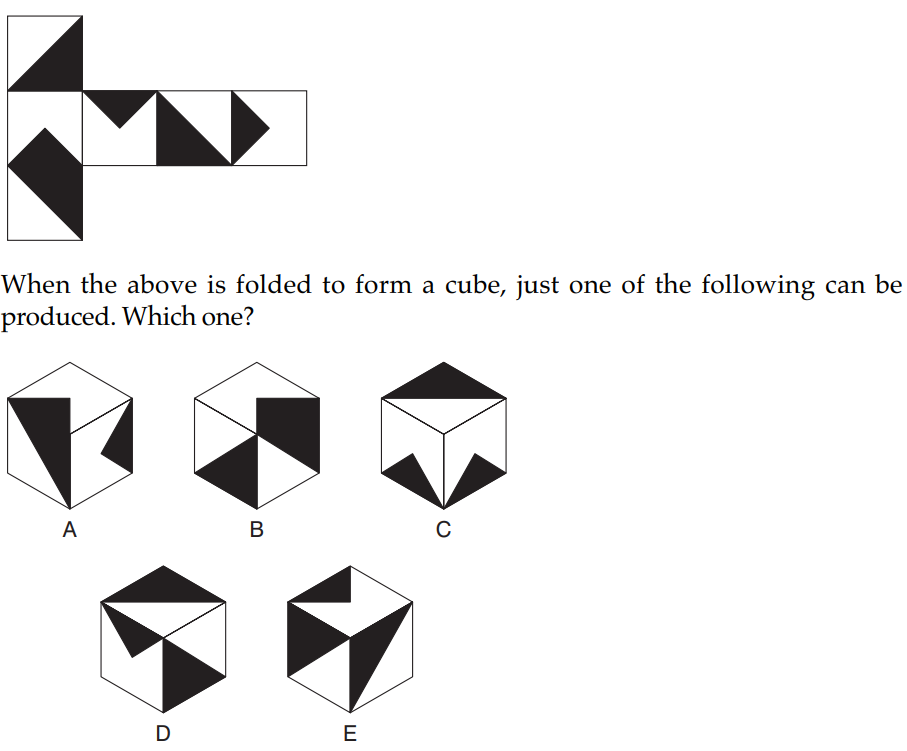 When the above is folded to form a cube, just one of the following can be
produced. Which one?
A
B
C
D
E